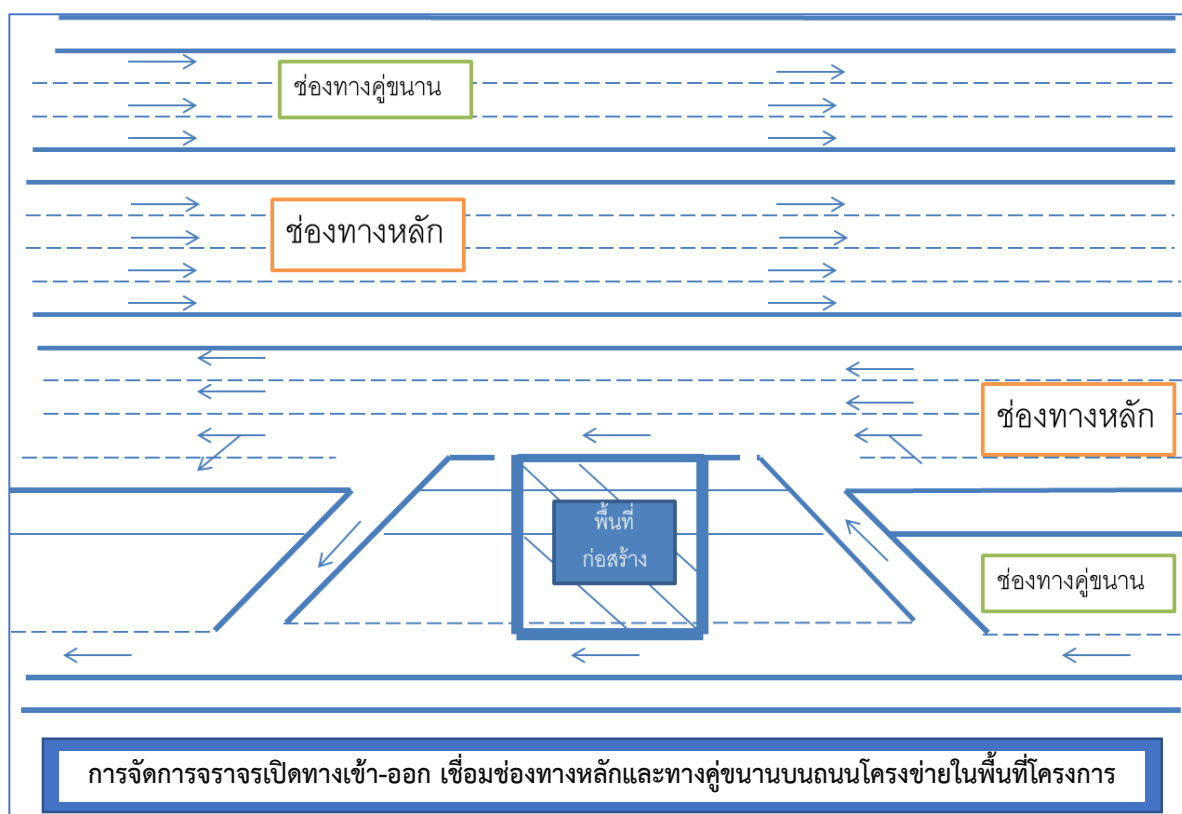 ช่องทางคู่ขนาน
ช่องทางหลัก
ช่องทางหลัก
พื้นที่
ก่อสร้าง
ช่องทางคู่ขนาน
การจัดการจราจรเปิดทางเข้า-ออก เชื่อมช่องทางหลักและทางคู่ขนานบนถนนโครงข่ายในพื้นที่โครงการ